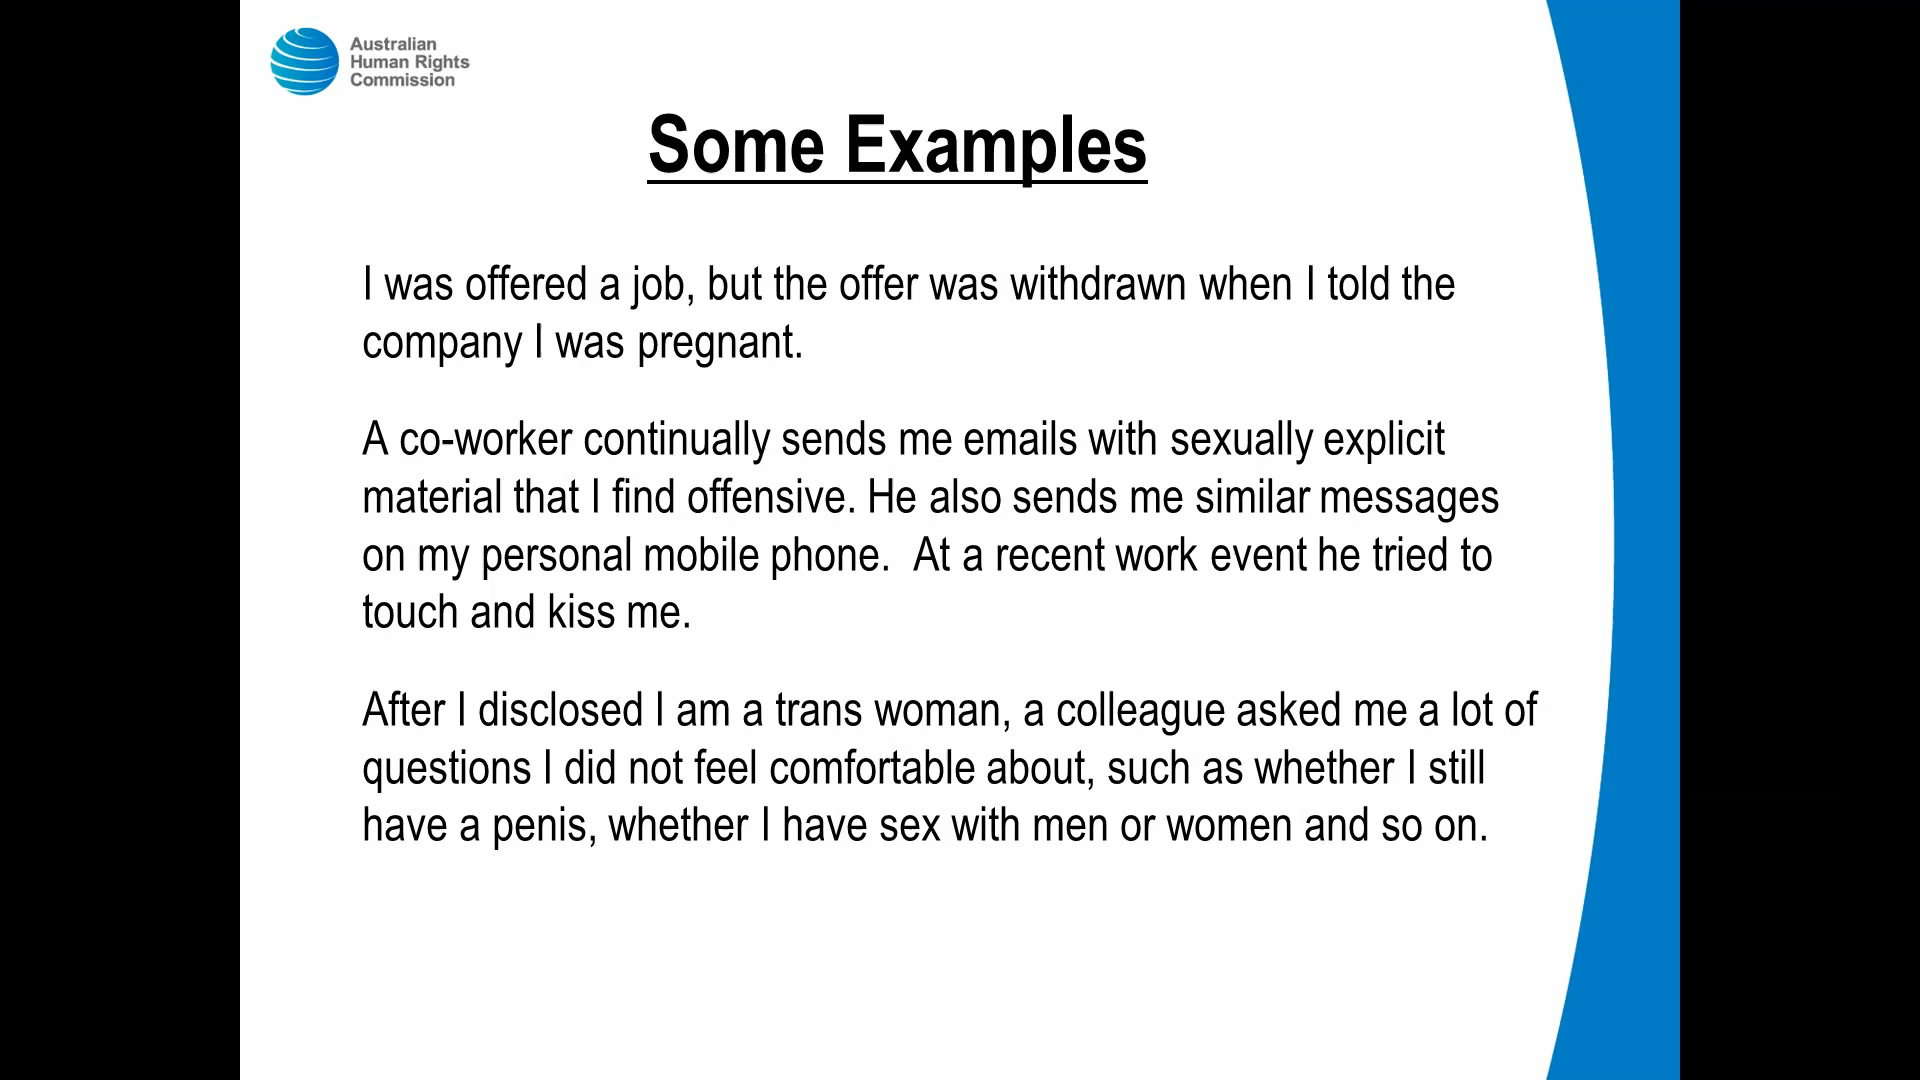 Australian
Human Rights
Commission
Some Examples
I was offered a job, but the offer was withdrawn when I told the
company I was pregnant.
A co-worker continually sends me emails with sexually explicit
material that I find offensive. He also sends me similar messages
on my personal mobile phone.  At a recent work event he tried to
touch and kiss me.
After I disclosed I am a trans woman, a colleague asked me a lot of
questions I did not feel comfortable about, such as whether I still
have a penis, whether I have sex with men or women and so on.